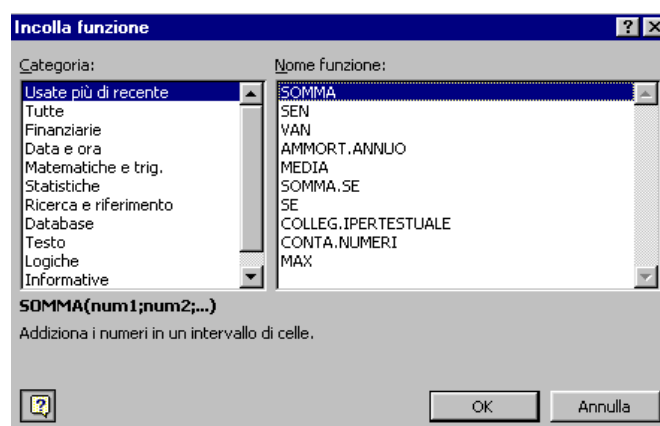 Incolla funzione
Categoria:
Nome funzione:
Usate più di recente
Tutte
Finanziarie
Data e ora
Matematiche e trig.
Statistiche
Ricerca e riferimento
Database
Testo
Logiche
Informative
SOMMA
SEN
VAN
AMMORT.ANNUO
MEDIA
SOMMA.SE
SE
COLLEG.IPERTESTUALE
CONTA.NUMERI
MAX
SOMMA(num1;num2;...)
Addiziona i numeri in un intervallo di celle.
OK
Annulla